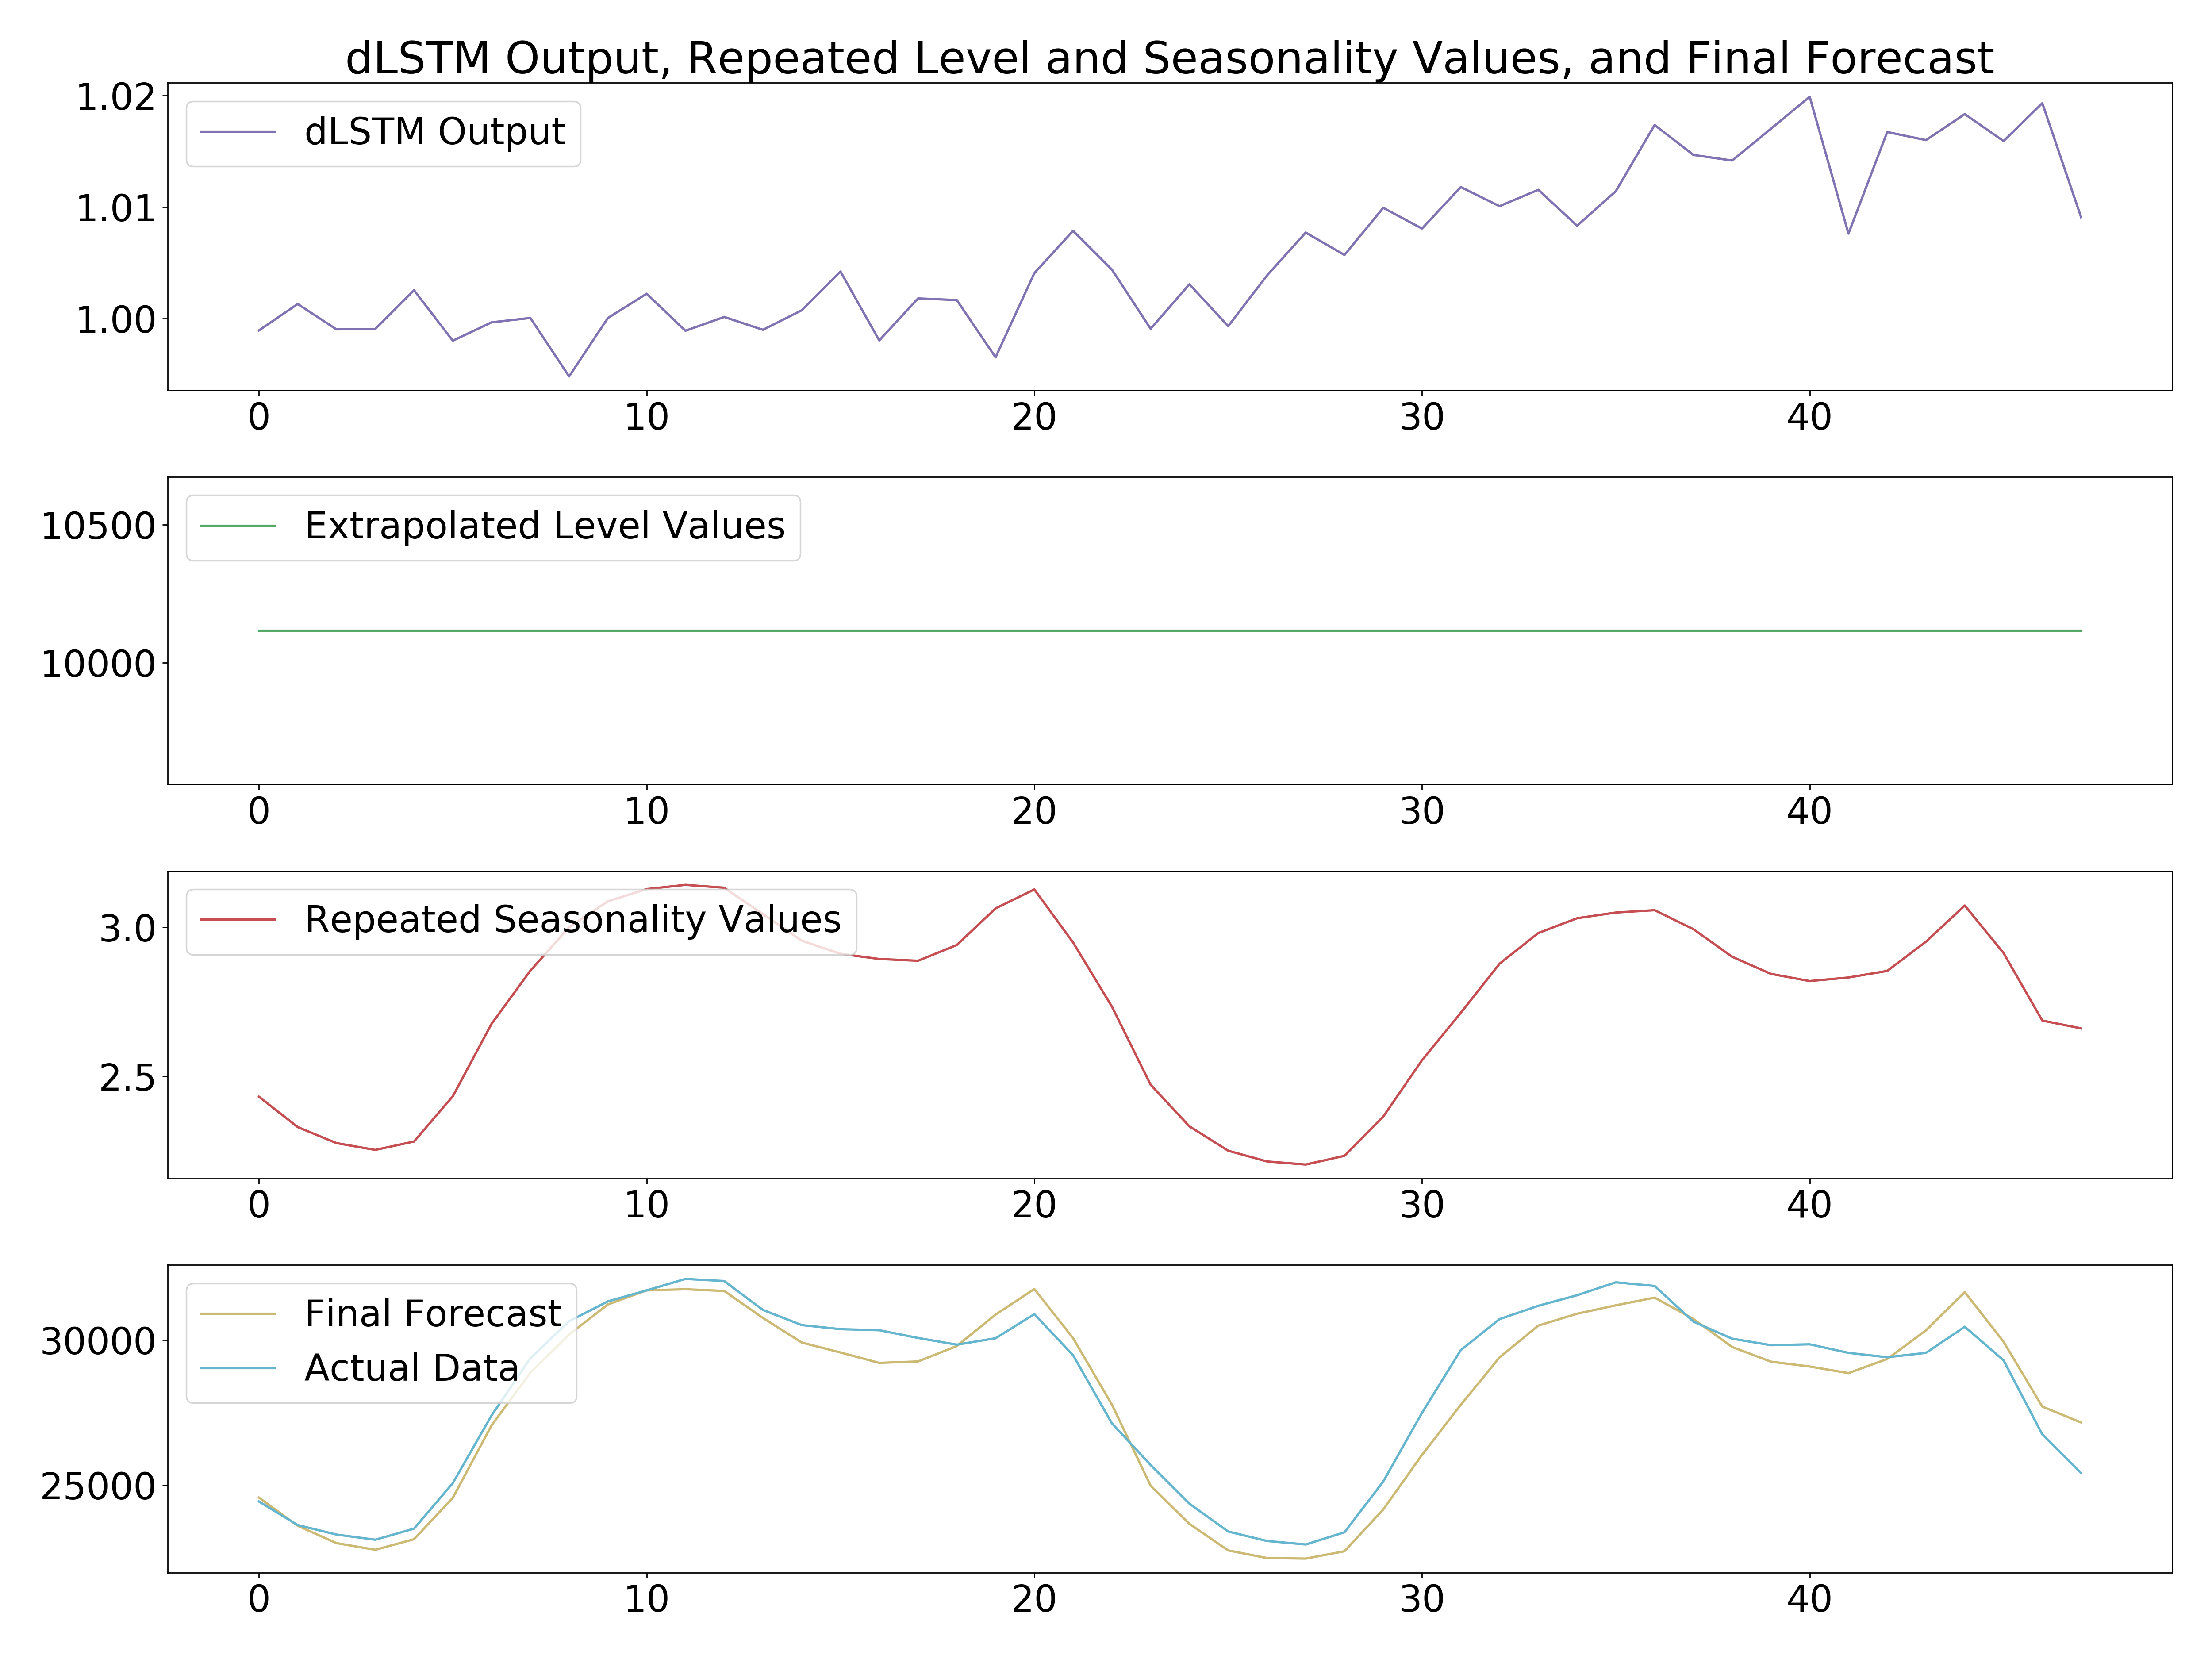 dLSTM Output, Repeated Level and Seasonality Values, and Final Forecast
1.02
1.01
1.00
dLSTM Output
0 10 20 30 40
10500
10000
Extrapolated Level Values
0 10 20 30 40
3.0
2.5
Repeated Seasonality Values
0 10 20 30 40
30000
25000
Final Forecast
Actual Data
0 10 20 30 40